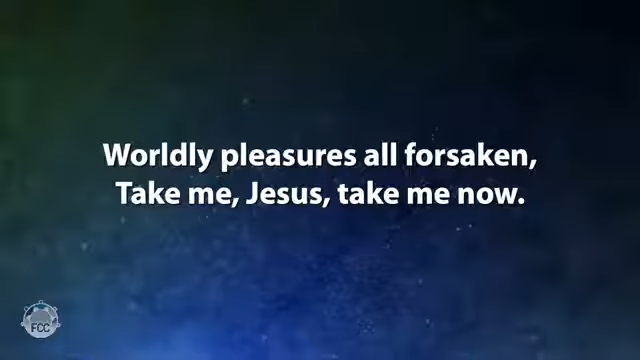 Worldly pleasures all forsaken,
Take me, Jesus, take me now.
FCC